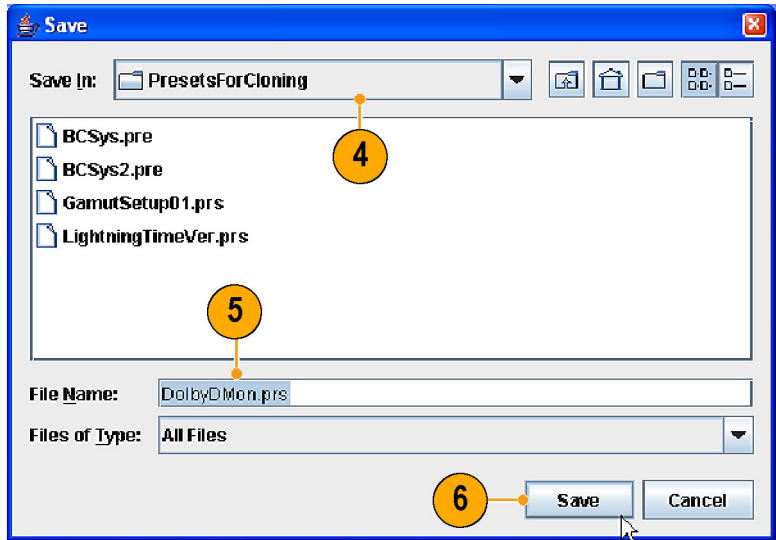 Save
Save In: PresetsForCloning
4
BCSys.pre
BCSys2.pre
GamutSetup01.prs
LightningTimeVer.prs
5
File Name: DolbyDMon.prs
Files of Type: All Files
6 Save Cancel